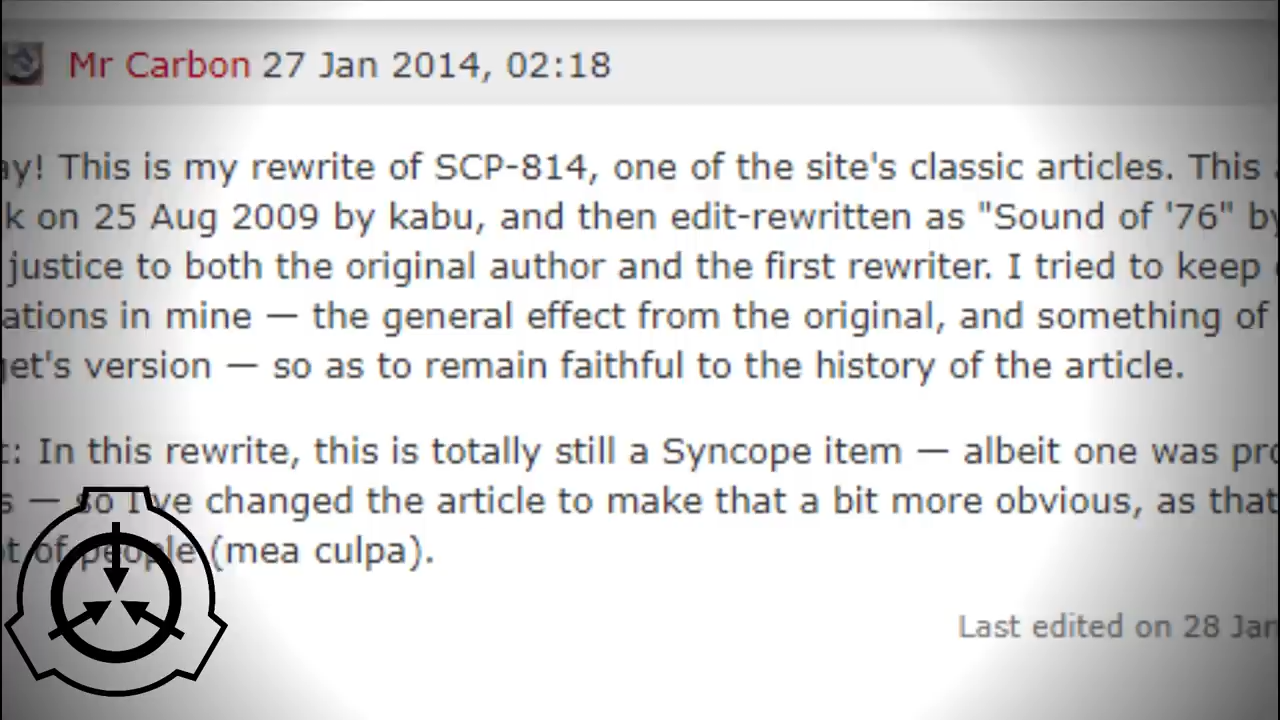 Mr Carbon 27 Jan 2014, 02:18
This is my rewrite of SCP-814, one of the site's classic articles. This
on 25 Aug 2009 by kabu, and then edit-rewritten as "Sound of '76"
justice to both the original author and the first rewriter. I tried to keep
in mine — the general effect from the original, and something of
version — so as to remain faithful to the history of the article.
In this rewrite, this is totally still a Syncope item — albeit one was
— so I've changed the article to make that a bit more obvious, as that
of people (mea culpa).
Last edited on 28 Jan